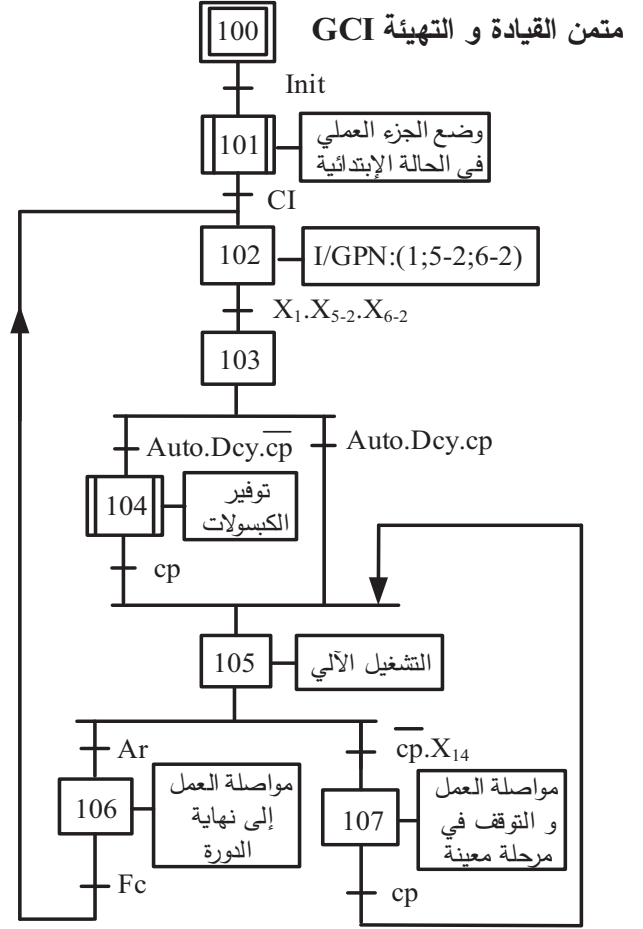 متمن القيادة و التهيئة GCI
100
Init
101
وضع الجزء العملي
في الحالة الإبتدائية
CI
102
I/GPN:(1;5-2;6-2)
X₁.X₅₋₂.X₆₋₂
103
Auto.Dcy.c̅p̅
Auto.Dcy.cp
104
توفير
الكبسولات
cp
105
التشغيل الآلي
Ar
c̅p̅.X₁₄
106
مواصلة العمل
إلى نهاية
الدورة
107
مواصلة العمل
و التوقف في
مرحلة معينة
Fc
cp